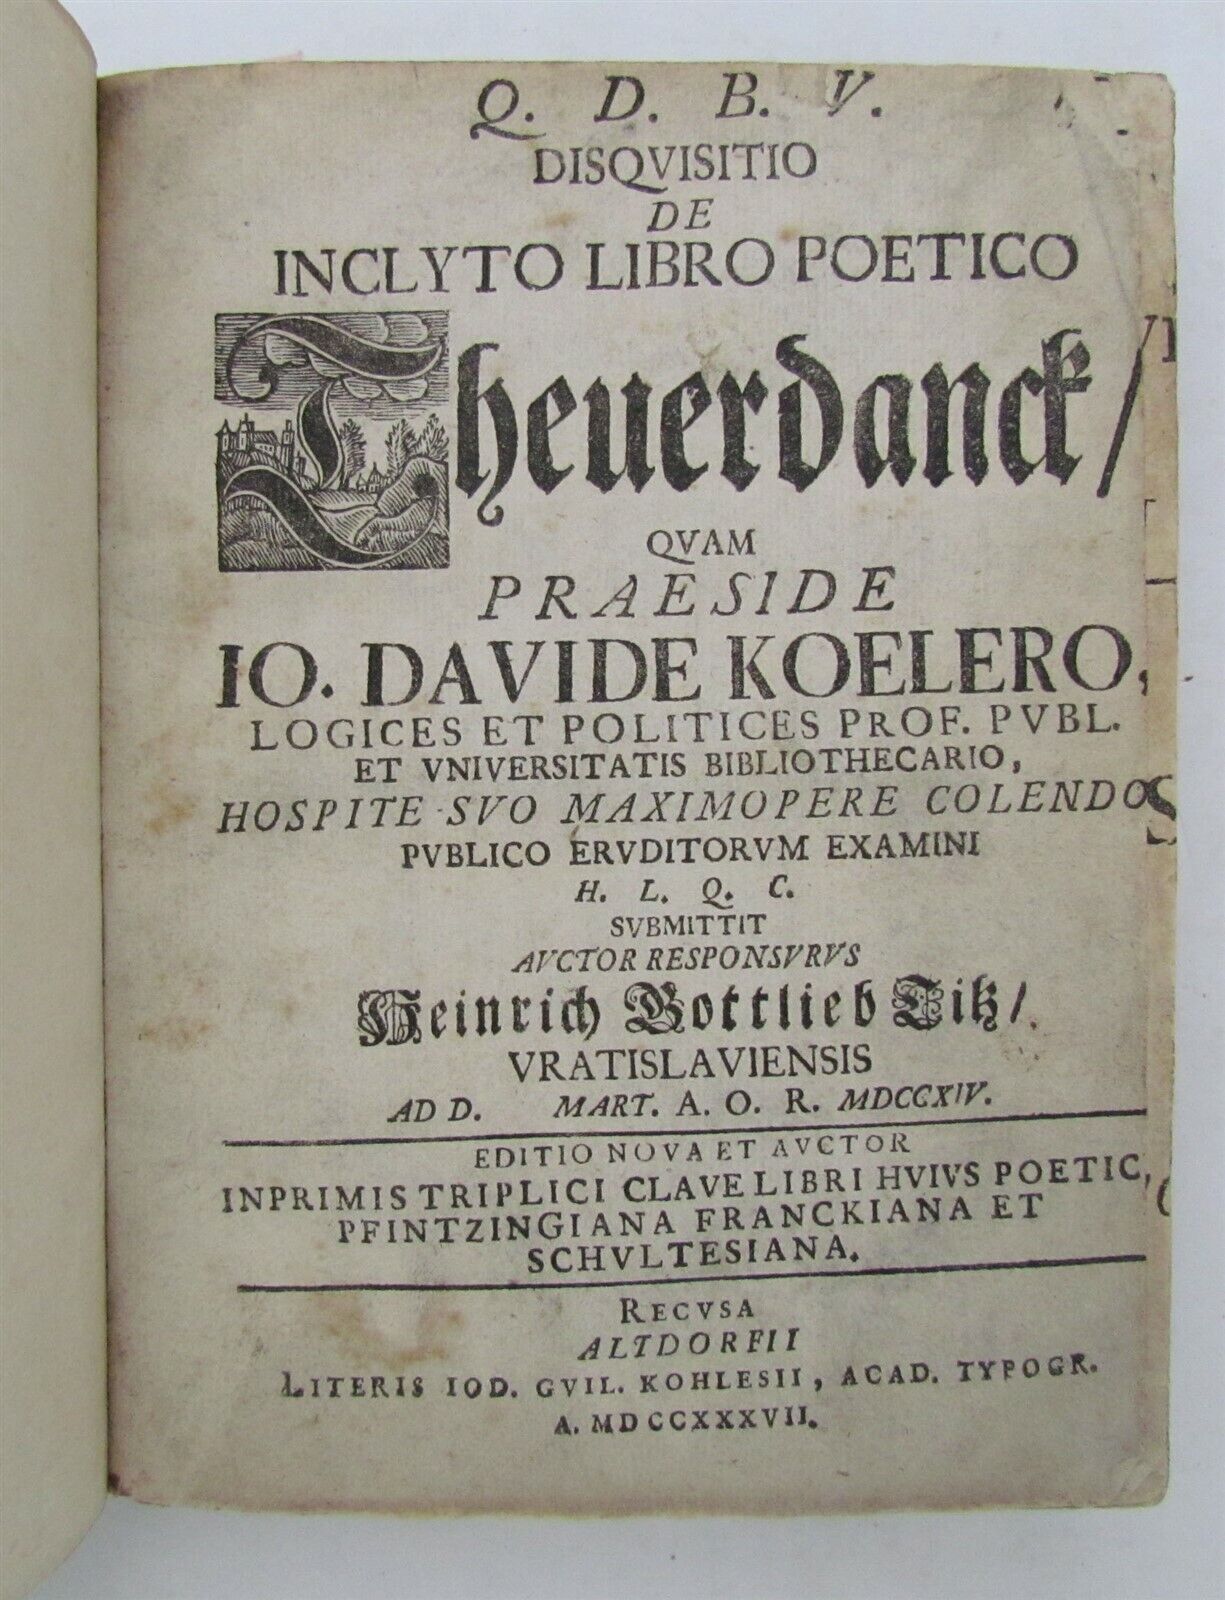 Q. D. B. V.
DISQVISITIO
DE
INCLYTO LIBRO POETICO
Theuerdanck/
QVAM
PRAESIDE
IO. DAVIDE KOELERO,
LOGICES ET POLITICES PROF. PVBL.
ET VNIVERSITATIS BIBLIOTHECARIO,
HOSPITE SVO MAXIMOPERE COLENDO
PVBLICO ERVDITORVM EXAMINI
H. L. Q. C.
SVBMITTIT
AVCTOR RESPONSVRVS
Heinrich Gottlieb Titz/
VRATISLAVIENSIS
AD D. MART. A. O. R. MDCCXIV.
EDITIO NOVA ET AVCTOR
INPRIMIS TRIPLICI CLAVE LIBRI HVIVS POETIC,
PFINTZINGIANA FRANCKIANA ET
SCHVLTESIANA.
RECVSA
ALTDORFII
LITERIS IOD. GVIL. KOHLESII, ACAD. TYPOGR.
A. MDCCXXXVII.